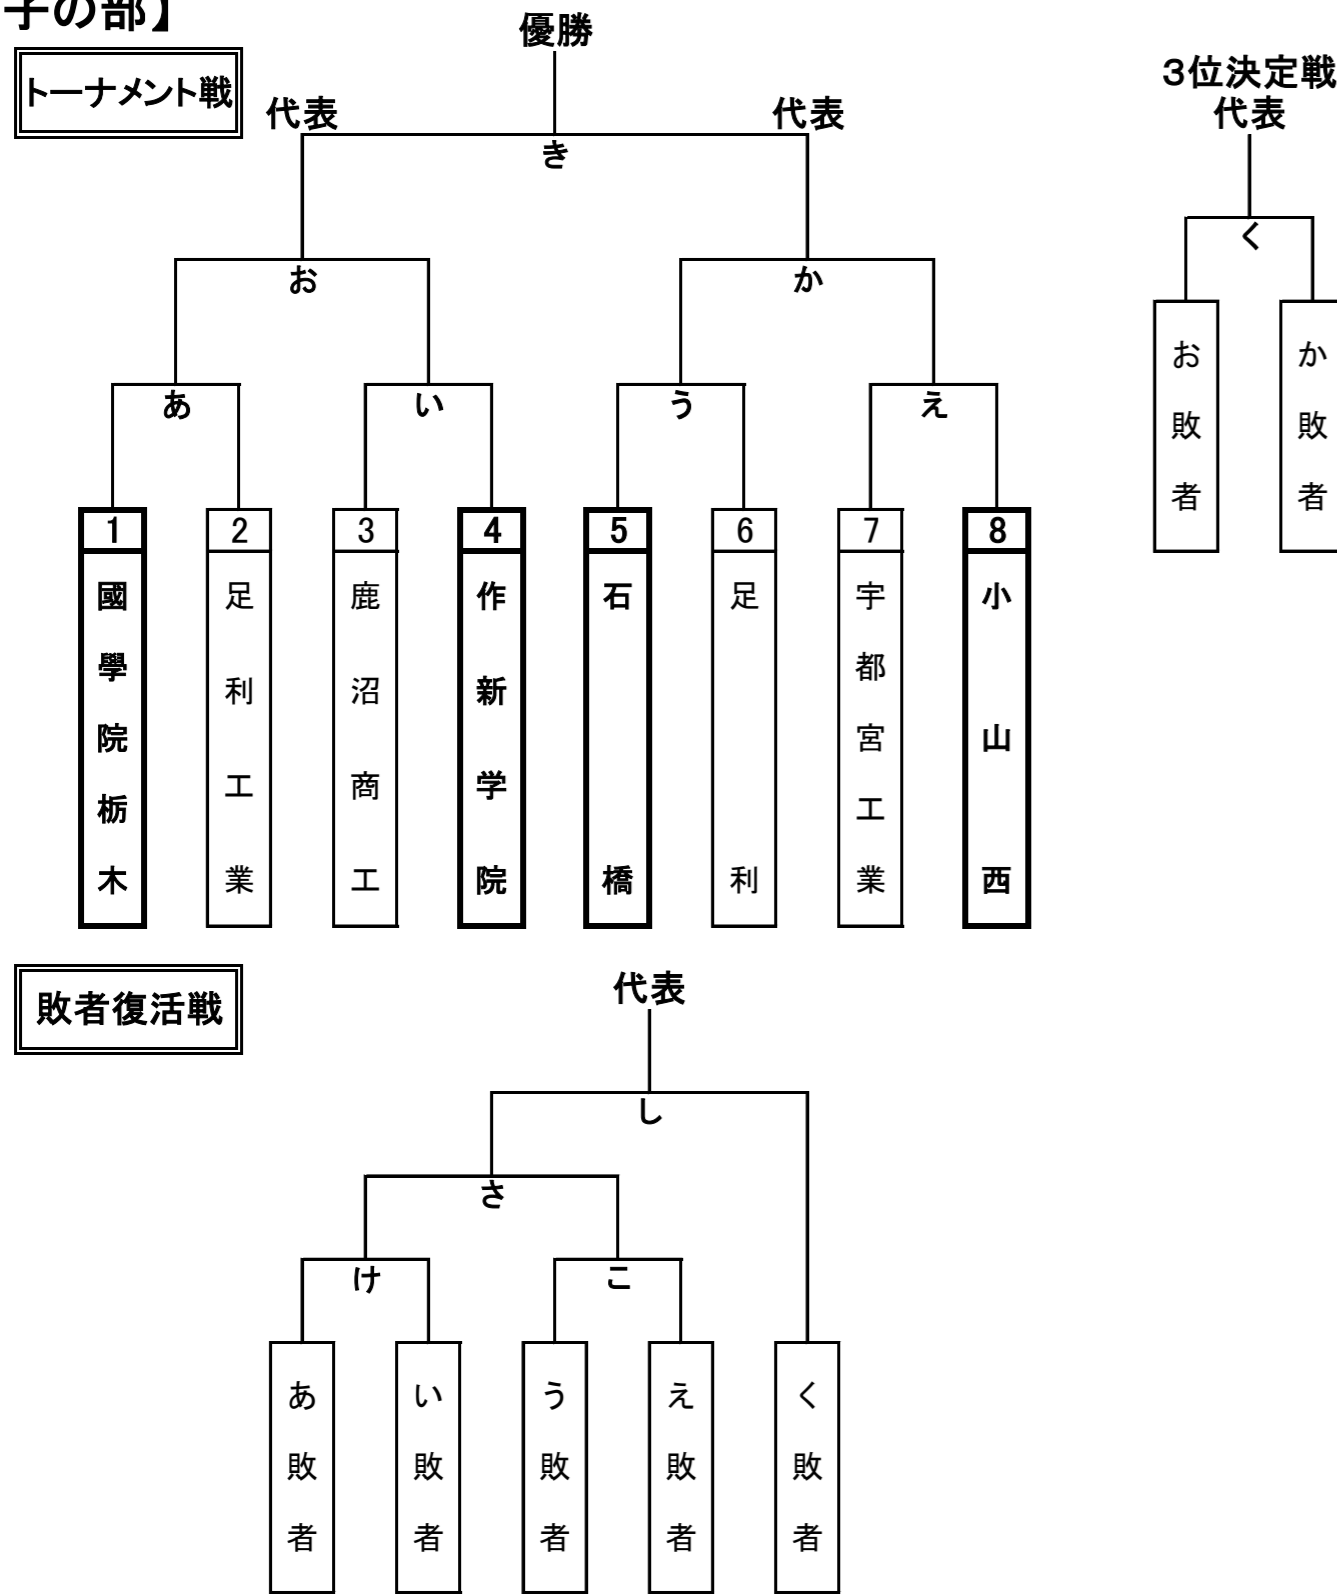 子の部】
優勝
トーナメント戦
代表
代表
3位決定戦
代表
き
く
お
か
あ
い
う
え
お敗者
か敗者
1
2
3
4
5
6
7
8
國學院栃木
足利工業
鹿沼商工
作新学院
石橋
足利
宇都宮工業
小山西
敗者復活戦
代表
し
さ
け
こ
あ敗者
い敗者
う敗者
え敗者
く敗者